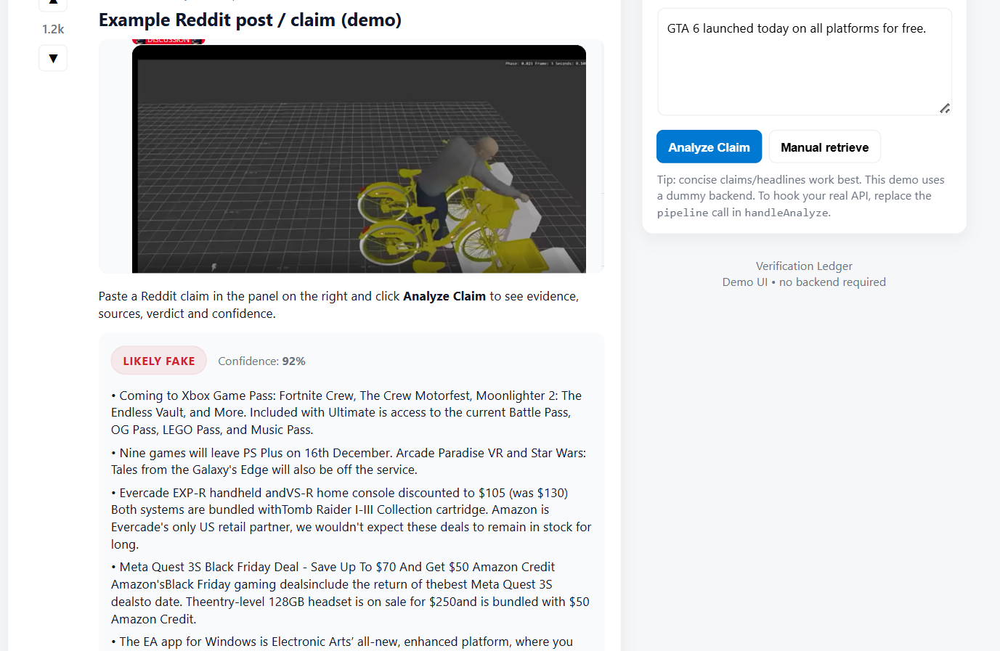 1.2k
Example Reddit post / claim (demo)
DISCUSSION
Phase: 0.023 Frame: 3 Seconds:
Paste a Reddit claim in the panel on the right and click Analyze Claim to see evidence,
sources, verdict and confidence.
LIKELY FAKE
Confidence: 92%
• Coming to Xbox Game Pass: Fortnite Crew, The Crew Motorfest, Moonlighter 2: The
Endless Vault, and More. Included with Ultimate is access to the current Battle Pass,
OG Pass, LEGO Pass, and Music Pass.
• Nine games will leave PS Plus on 16th December. Arcade Paradise VR and Star Wars:
Tales from the Galaxy's Edge will also be off the service.
• Evercade EXP-R handheld andVS-R home console discounted to $105 (was $130)
Both systems are bundled withTomb Raider I-III Collection cartridge. Amazon is
Evercade's only US retail partner, we wouldn't expect these deals to remain in stock for
long.
• Meta Quest 3S Black Friday Deal - Save Up To $70 And Get $50 Amazon Credit
Amazon'sBlack Friday gaming dealsinclude the return of thebest Meta Quest 3S
dealsto date. Theentry-level 128GB headset is on sale for $250and is bundled with $50
Amazon Credit.
• The EA app for Windows is Electronic Arts’ all-new, enhanced platform, where you
GTA 6 launched today on all platforms for free.
Analyze Claim
Manual retrieve
Tip: concise claims/headlines work best. This demo uses
a dummy backend. To hook your real API, replace the
pipeline call in handleAnalyze.
Verification Ledger
Demo UI • no backend required